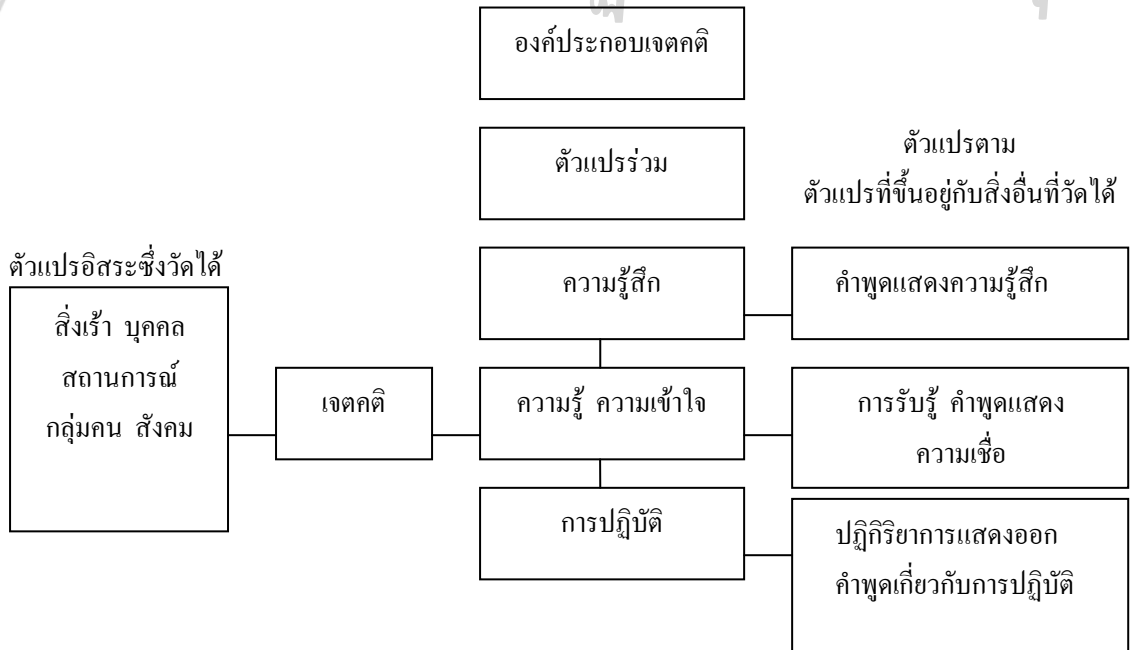 องค์ประกอบเจตคติ
ตัวแปรร่วม
ตัวแปรตาม
ตัวแปรที่ขึ้นอยู่กับสิ่งอื่นที่วัดได้
ตัวแปรอิสระซึ่งวัดได้
สิ่งเร้า บุคคล
สถานการณ์
กลุ่มคน สังคม
เจตคติ
ความรู้สึก
คำพูดแสดงความรู้สึก
ความรู้ ความเข้าใจ
การรับรู้ คำพูดแสดง
ความเชื่อ
การปฏิบัติ
ปฏิกิริยาการแสดงออก
คำพูดเกี่ยวกับการปฏิบัติ